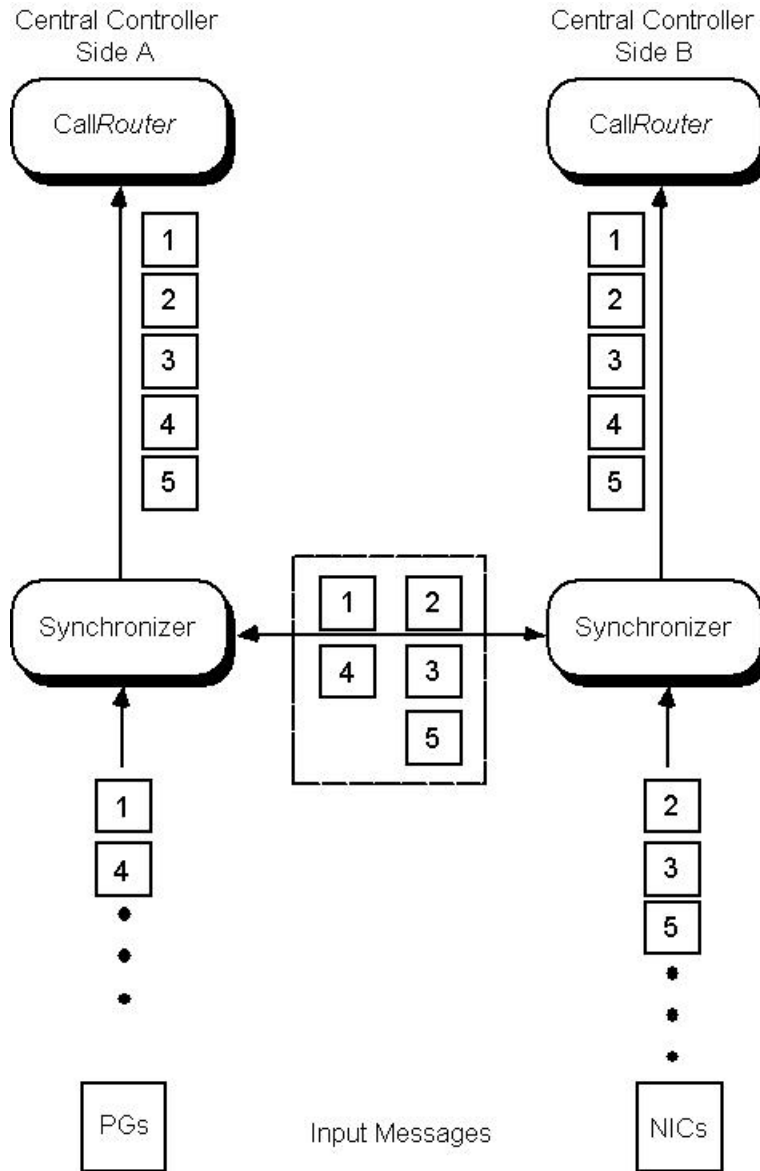 Central Controller
Side A
Central Controller
Side B
CallRouter
CallRouter
1
1
2
2
3
3
4
4
5
5
1
2
Synchronizer
Synchronizer
4
3
5
1
2
4
3
5
PGs
Input Messages
NICs